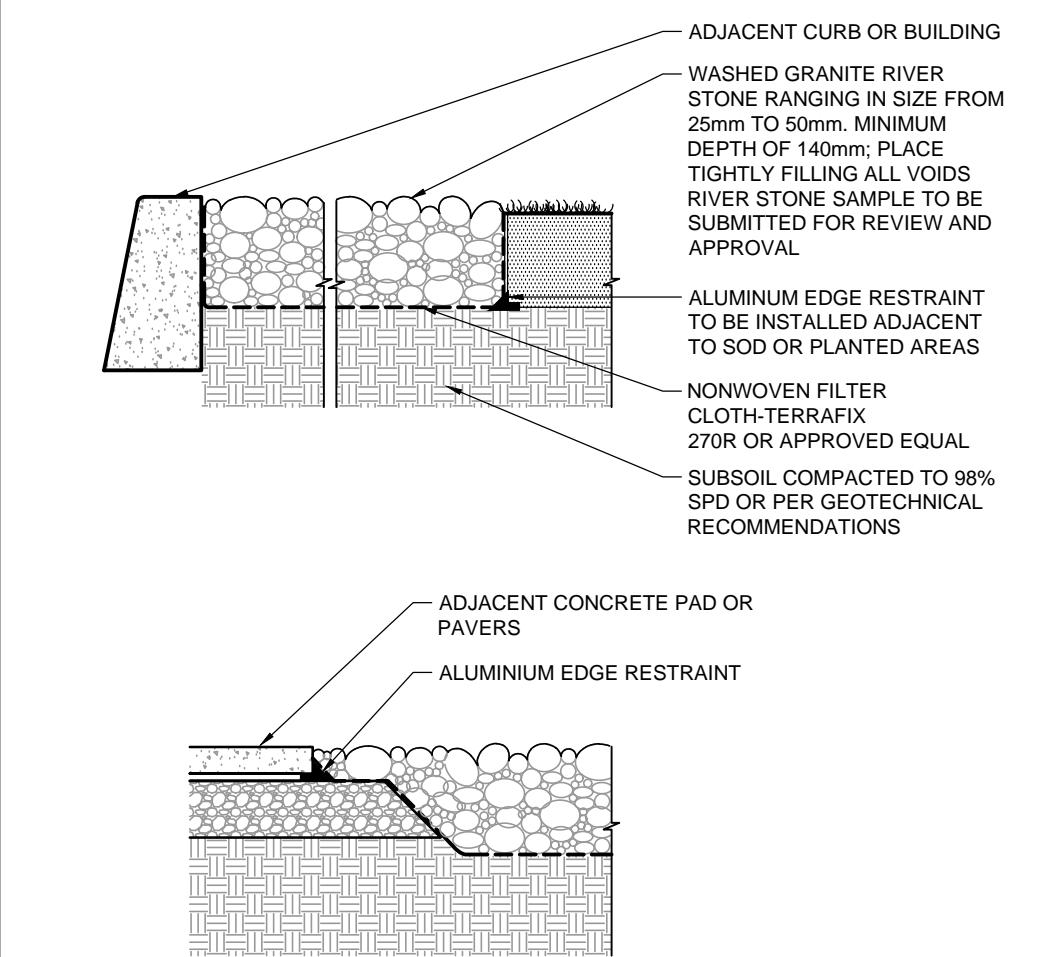 ADJACENT CURB OR BUILDING
WASHED GRANITE RIVER
STONE RANGING IN SIZE FROM
25mm TO 50mm. MINIMUM
DEPTH OF 140mm; PLACE
TIGHTLY FILLING ALL VOIDS
RIVER STONE SAMPLE TO BE
SUBMITTED FOR REVIEW AND
APPROVAL
ALUMINUM EDGE RESTRAINT
TO BE INSTALLED ADJACENT
TO SOD OR PLANTED AREAS
NONWOVEN FILTER
CLOTH-TERRAFIX
270R OR APPROVED EQUAL
SUBSOIL COMPACTED TO 98%
SPD OR PER GEOTECHNICAL
RECOMMENDATIONS
ADJACENT CONCRETE PAD OR
PAVERS
ALUMINIUM EDGE RESTRAINT